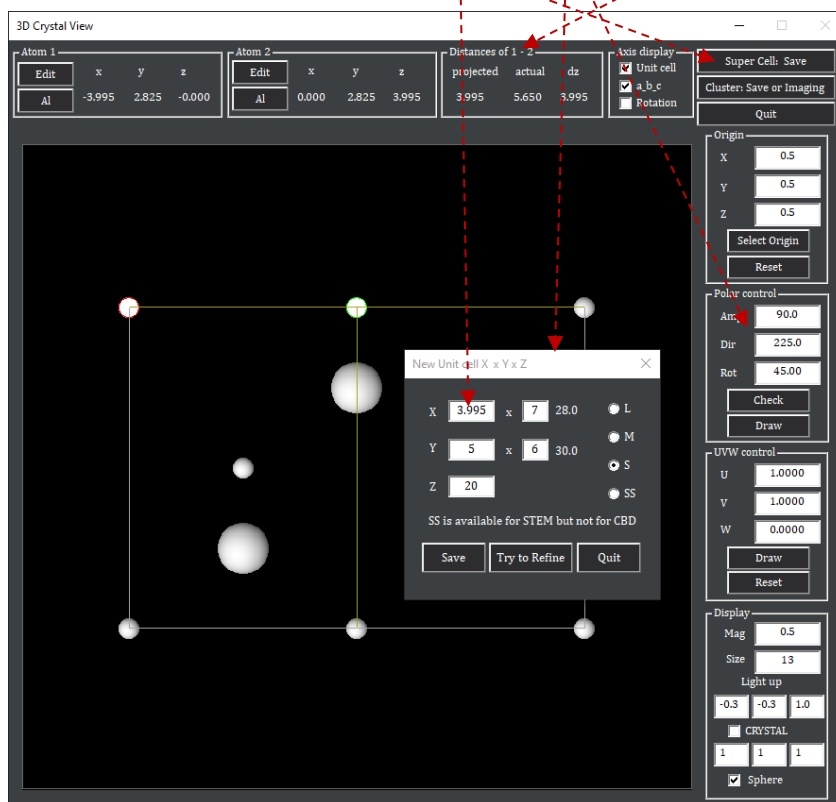 3D Crystal View
Atom 1
Edit x y z
Al -3.995 2.825 -0.000
Atom 2
Edit x y z
Al 0.000 2.825 3.995
Distances of 1 - 2
projected actual dz
3.995 5.650 3.995
Axis display
Unit cell
a,b,c
Rotation
Super Cell: Save
Cluster: Save or Imaging
Quit
Origin
X 0.5
Y 0.5
Z 0.5
Select Origin
Reset
Polar control
90.0
Dir 225.0
Rot 45.00
Check
Draw
UVW control
U 1.0000
V 1.0000
W 0.0000
Draw
Reset
Display
Mag 0.5
Size 13
Light up
-0.3 -0.3 1.0
CRYSTAL
1 1 1
Sphere
New Unit cell X x Y x Z
X 3.995 x 7 28.0 L
M
Y 5 x 6 30.0
S
Z 20
SS
SS is available for STEM but not for CBD
Save Try to Refine Quit